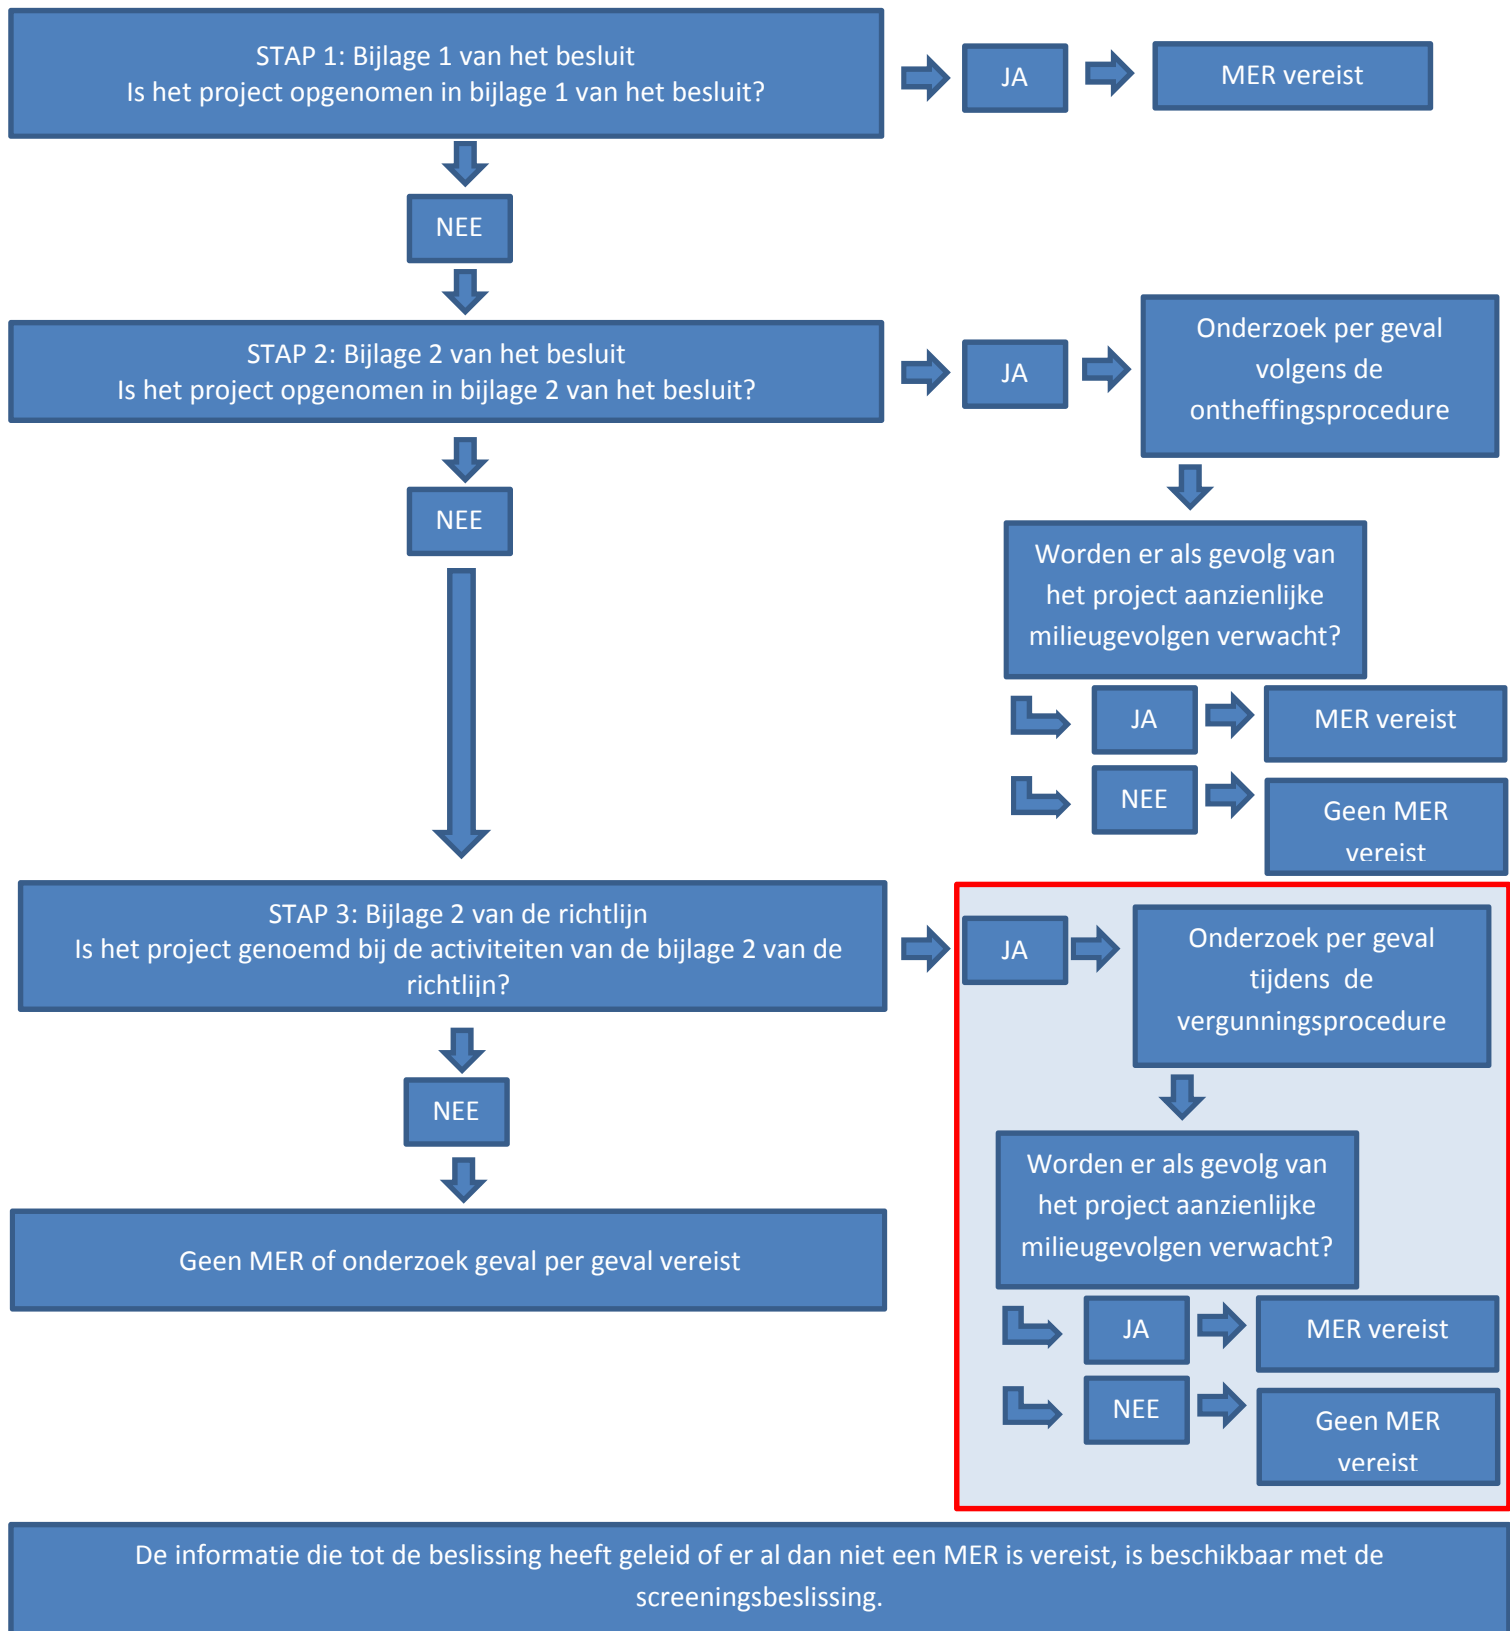 STAP 1: Bijlage 1 van het besluit
Is het project opgenomen in bijlage 1 van het besluit?
JA
MER vereist
NEE
STAP 2: Bijlage 2 van het besluit
Is het project opgenomen in bijlage 2 van het besluit?
JA
Onderzoek per geval
volgens de
ontheffingsprocedure
NEE
Worden er als gevolg van
het project aanzienlijke
milieugevolgen verwacht?
JA
MER vereist
NEE
Geen MER
vereist
STAP 3: Bijlage 2 van de richtlijn
Is het project genoemd bij de activiteiten van de bijlage 2 van de
richtlijn?
JA
Onderzoek per geval
tijdens de
vergunningsprocedure
NEE
Worden er als gevolg van
het project aanzienlijke
milieugevolgen verwacht?
Geen MER of onderzoek geval per geval vereist
JA
MER vereist
NEE
Geen MER
vereist
De informatie die tot de beslissing heeft geleid of er al dan niet een MER is vereist, is beschikbaar met de
screeningsbeslissing.